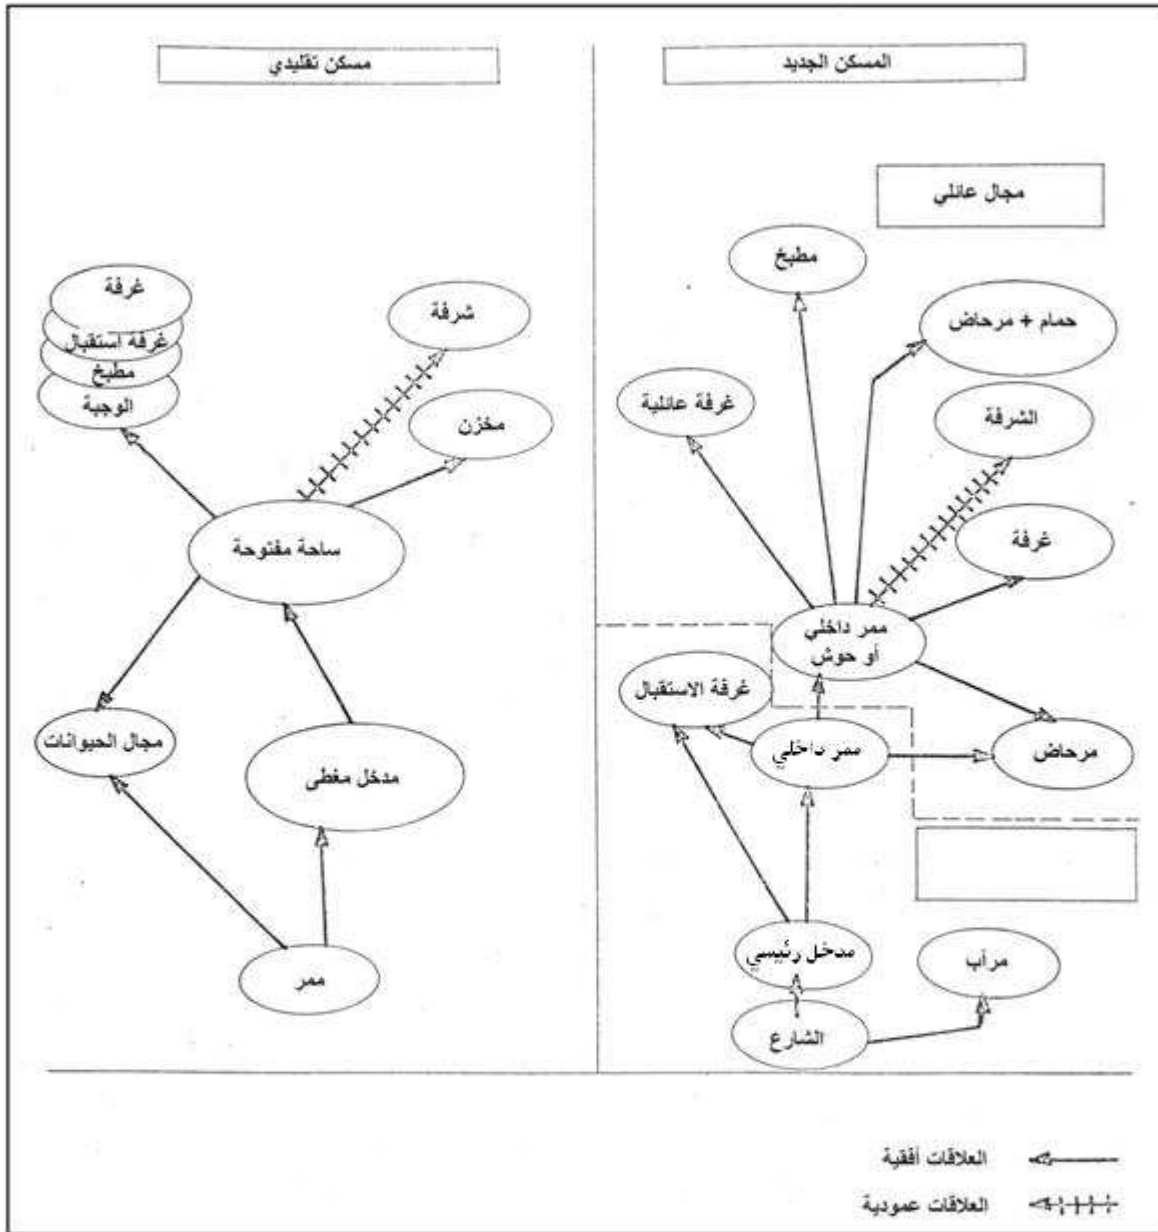 المسكن الجديد
مجال عائلي
مطبخ
حمام + مرحاض
غرفة عائلية
الشرفة
غرفة
ممر داخلي
أو حوش
غرفة الاستقبال
ممر داخلي
مرحاض
مدخل رئيسي
مرآب
الشارع
مسكن تقليدي
غرفة
غرفة استقبال
مطبخ
الوجبة
شرفة
مخزن
ساحة مفتوحة
مجال الحيوانات
مدخل مغطى
ممر
العلاقات أفقية
العلاقات عمودية